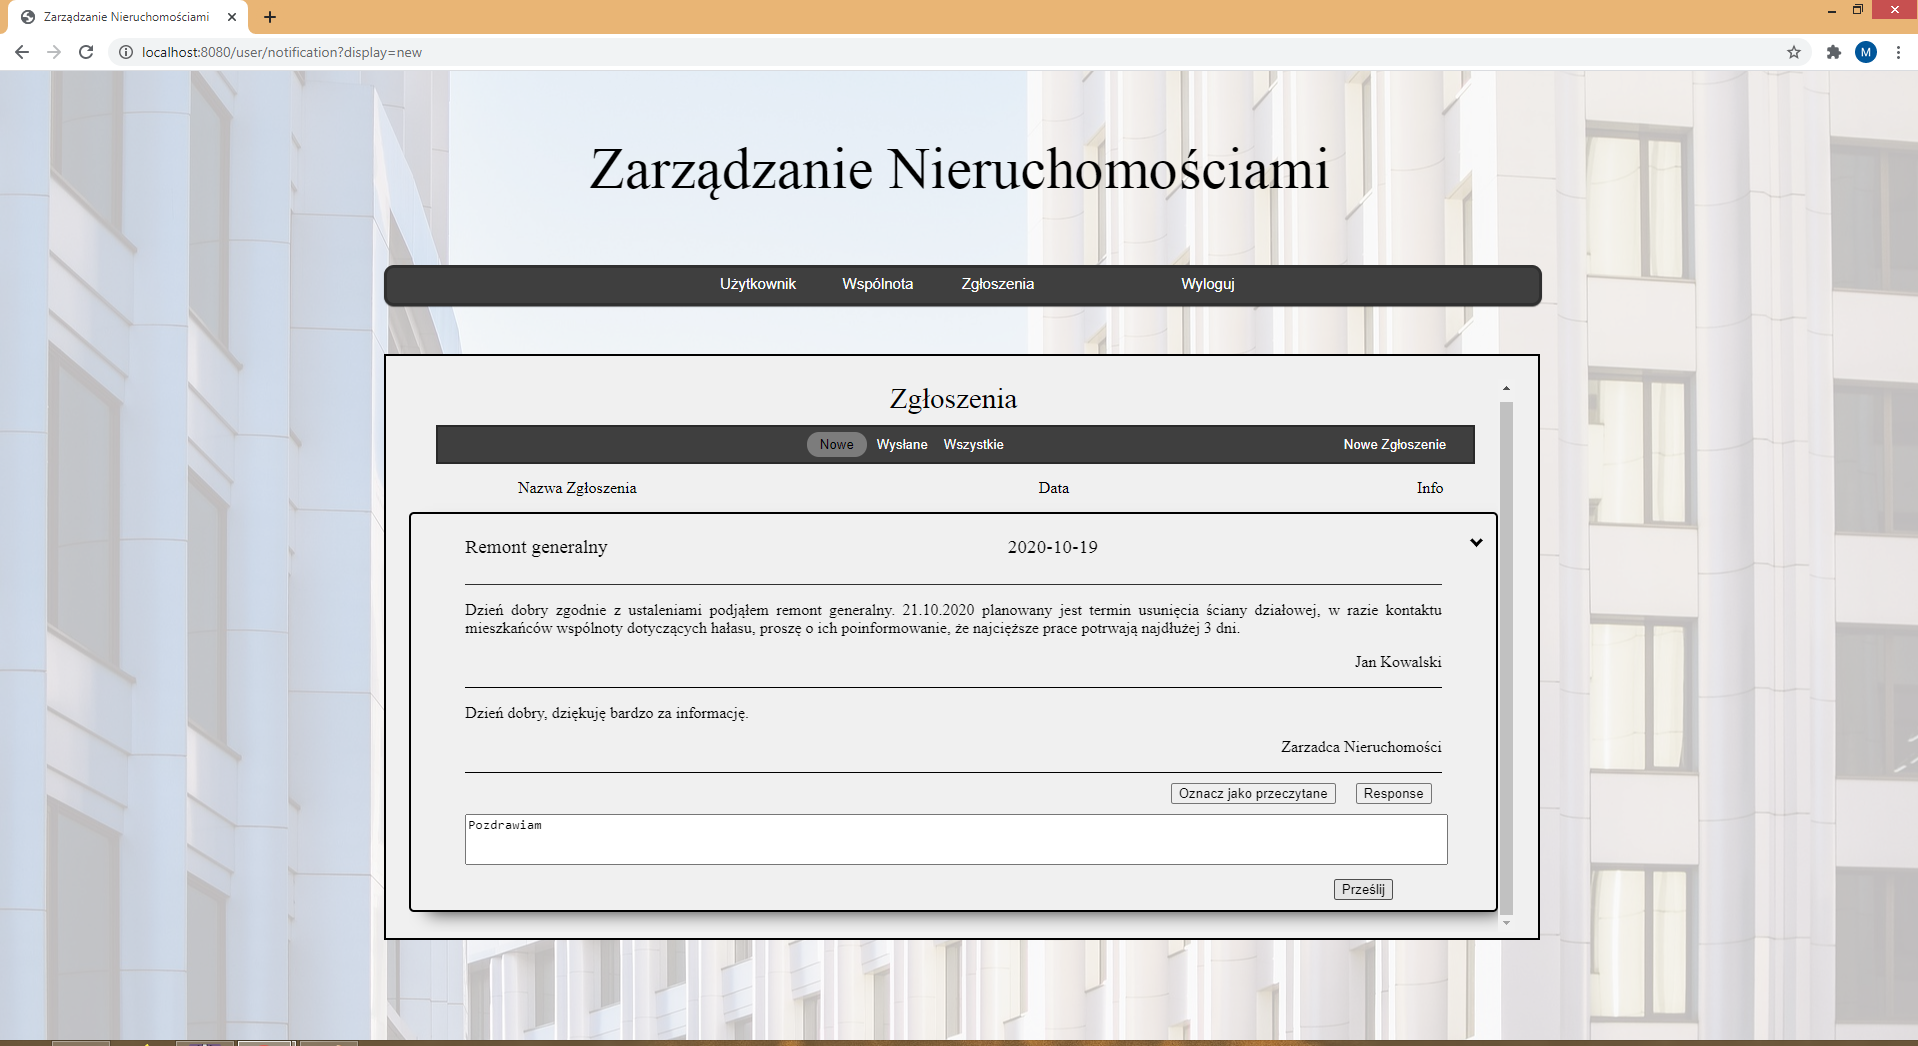 Zarządzanie Nieruchomościami
localhost:8080/user/notification?display=new
M
Zarządzanie Nieruchomościami
Użytkownik Wspólnota Zgłoszenia Wyloguj
Zgłoszenia
Nowe Wysłane Wszystkie Nowe Zgłoszenie
Nazwa Zgłoszenia Data Info
Remont generalny 2020-10-19
Dzień dobry zgodnie z ustaleniami podjąłem remont generalny. 21.10.2020 planowany jest termin usunięcia ściany działowej, w razie kontaktu
mieszkańców wspólnoty dotyczących hałasu, proszę o ich poinformowanie, że najcięższe prace potrwają najdłużej 3 dni.
Jan Kowalski
Dzień dobry, dziękuję bardzo za informację.
Zarzadca Nieruchomości
Oznacz jako przeczytane Response
Pozdrawiam
Prześlij